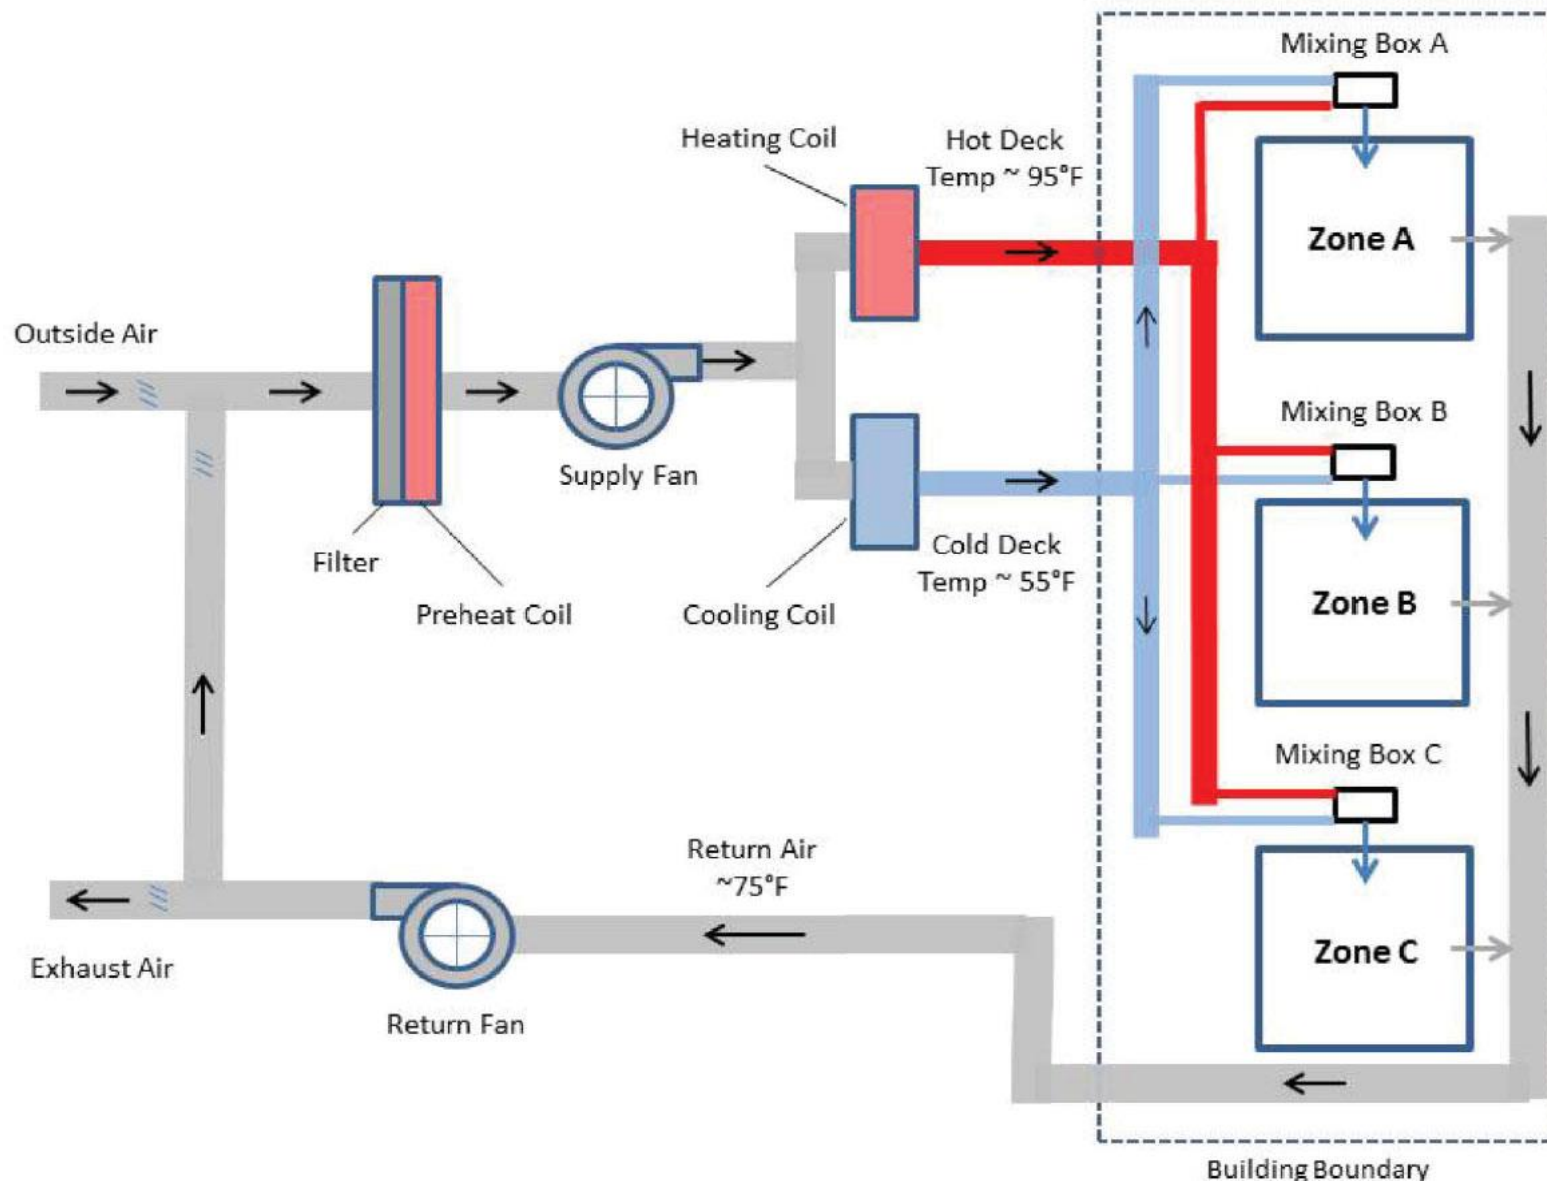 Mixing Box A
Heating Coil
Hot Deck
Temp ~ 95°F
Zone A
Outside Air
Mixing Box B
Supply Fan
Filter
Preheat Coil
Cooling Coil
Cold Deck
Temp ~ 55°F
Zone B
Mixing Box C
Return Air
~75°F
Zone C
Exhaust Air
Return Fan
Building Boundary